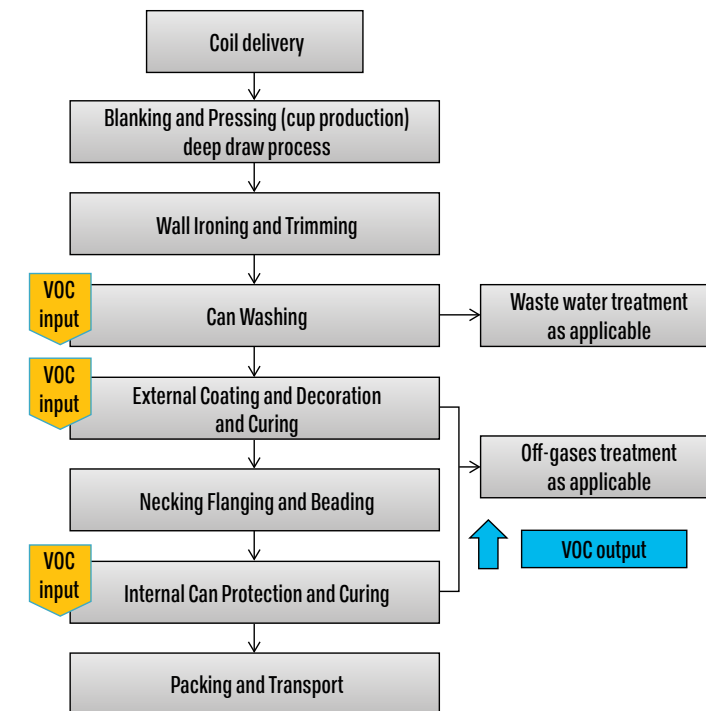 Coil delivery
Blanking and Pressing (cup production)
deep draw process
Wall Ironing and Trimming
VOC
input
Can Washing
Waste water treatment
as applicable
VOC
input
External Coating and Decoration
and Curing
Off-gases treatment
as applicable
Necking Flanging and Beading
VOC output
VOC
input
Internal Can Protection and Curing
Packing and Transport